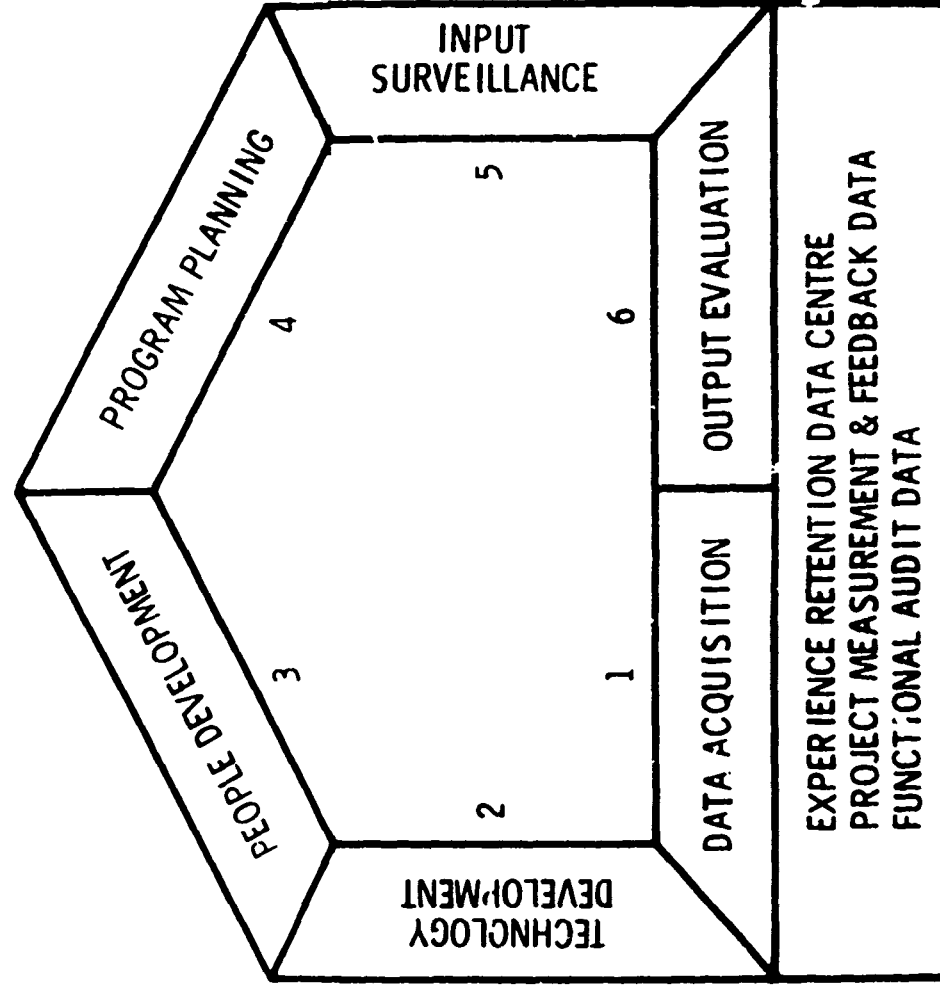 DATA ACQUISITION
1
TECHNOLOGY
DEVELOPMENT
2
PEOPLE DEVELOPMENT
3
PROGRAM PLANNING
4
INPUT
SURVEILLANCE
5
OUTPUT EVALUATION
6
EXPERIENCE RETENTION DATA CENTRE
PROJECT MEASUREMENT & FEEDBACK DATA
FUNCTIONAL AUDIT DATA